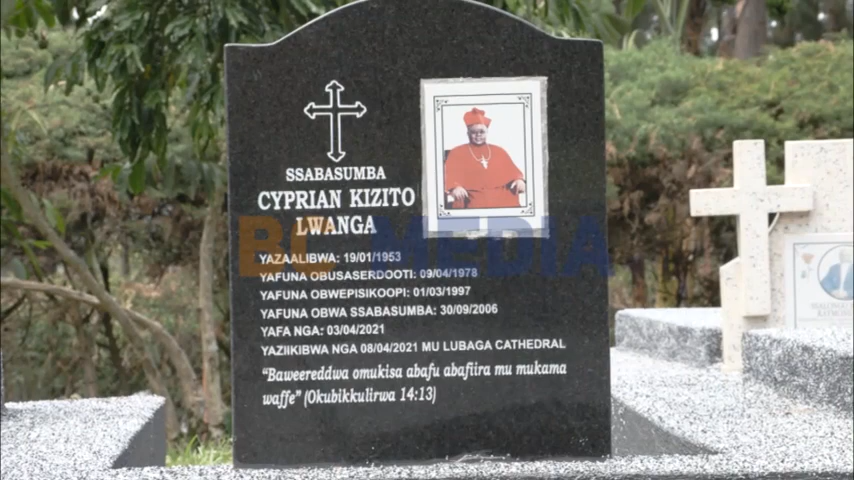 SSABASUMBA
CYPRIAN KIZITO
LWANGA
BG MEDIA
YAZAALIBWA: 19/01/1953
YAFUNA OBUSASERDOOTI: 09/04/1978
YAFUNA OBWEPISIKOOPI: 01/03/1997
YAFUNA OBWA SSABASUMBA: 30/09/2006
YAFA NGA: 03/04/2021
YAZIIKIBWA NGA 08/04/2021 MU LUBAGA CATHEDRAL
“Baweereddwa omukisa abafu abafiira mu mukama
waffe” (Okubikkulirwa 14:13)